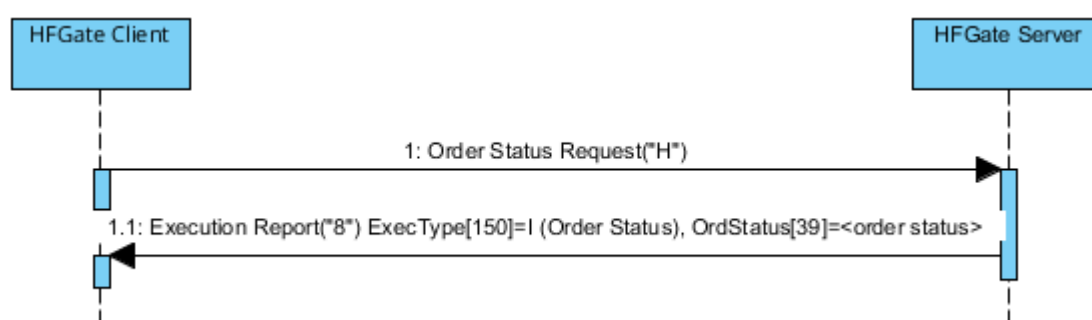 HFGate Client
HFGate Server
1: Order Status Request("H")
1.1: Execution Report("8") ExecType[150]=I (Order Status), OrdStatus[39]=<order status>